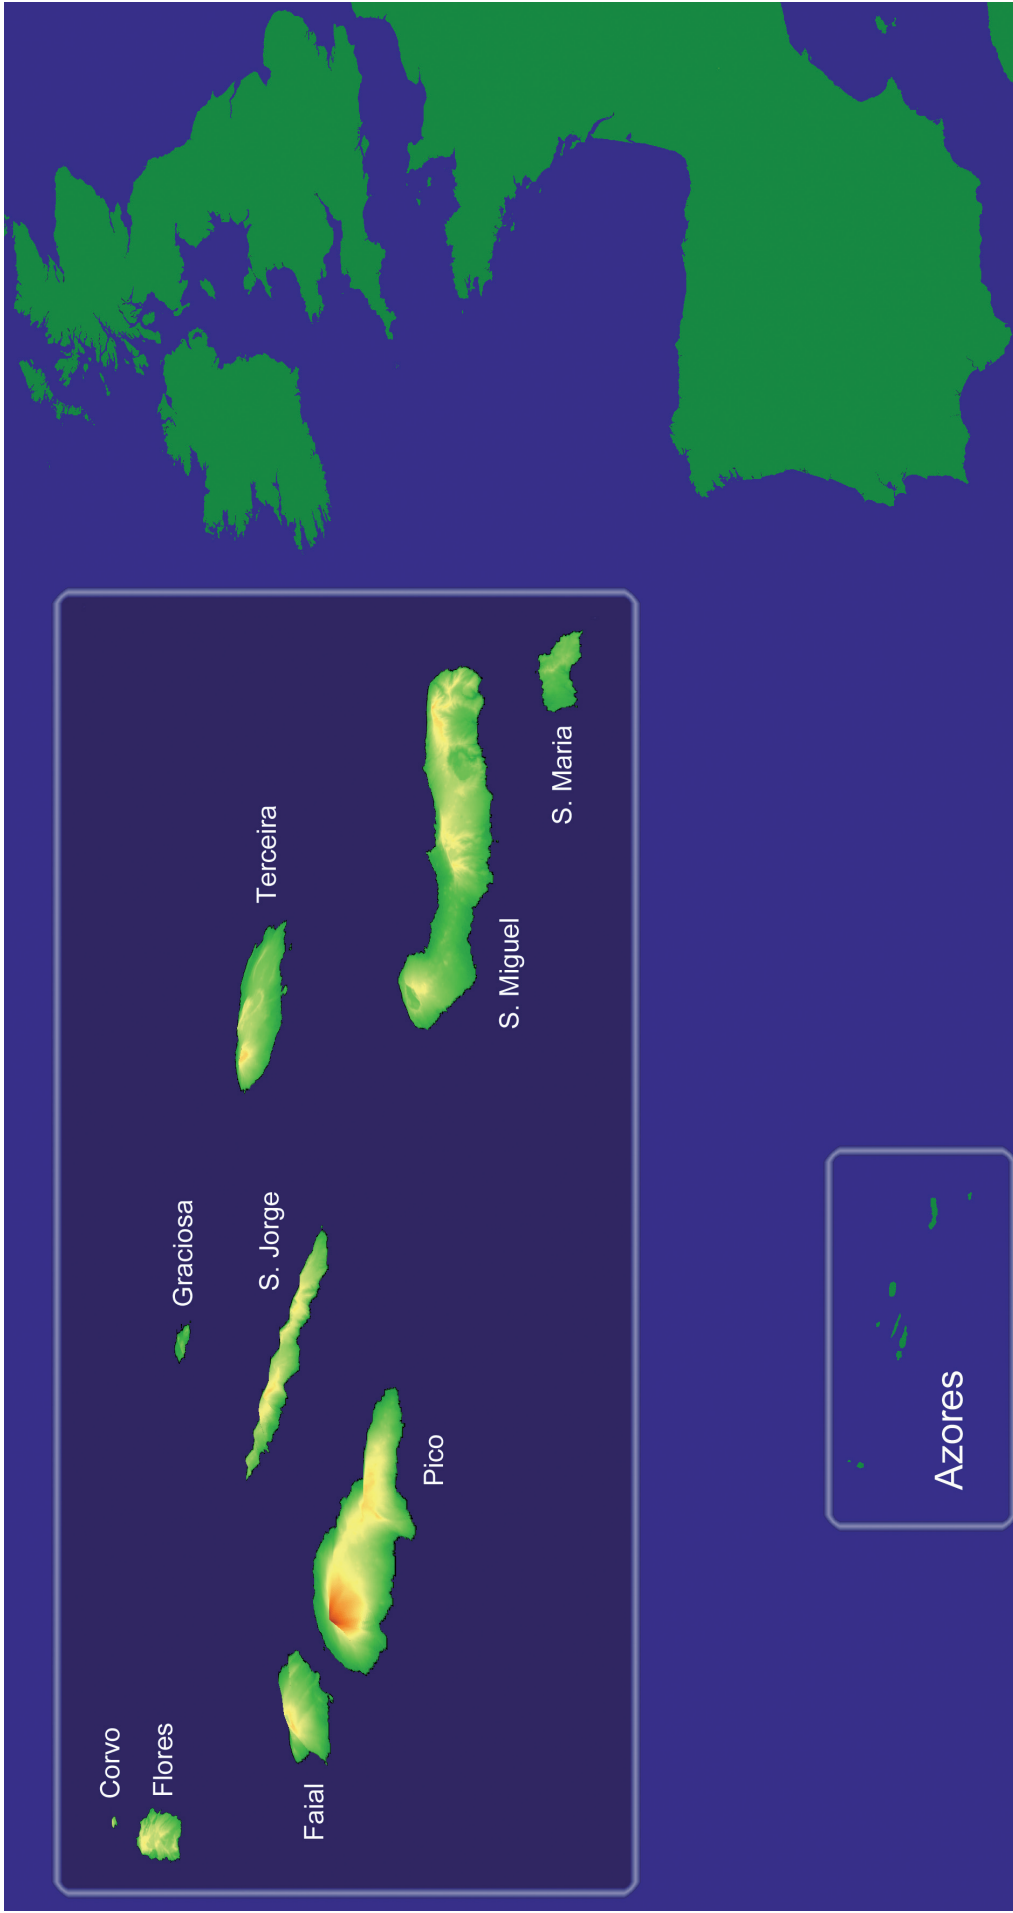 Corvo
Flores
Faial
Pico
Graciosa
S. Jorge
Terceira
S. Miguel
S. Maria
Azores